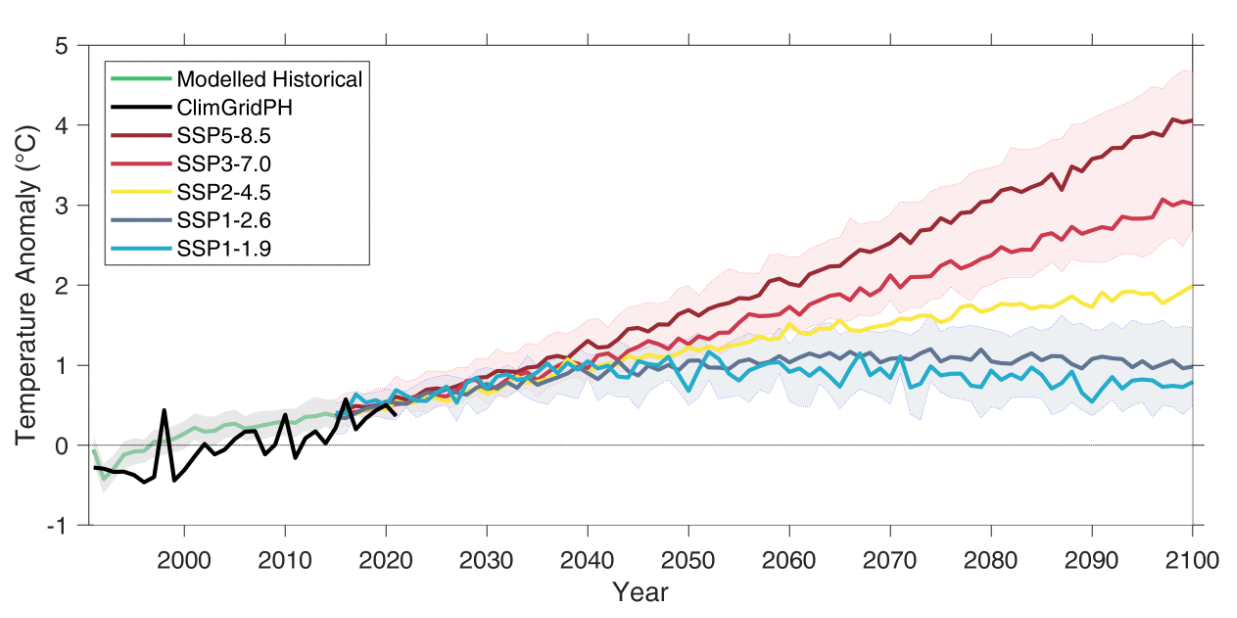 5
4
3
2
1
0
-1
Temperature Anomaly (°C)
Modelled Historical
ClimGridPH
SSP5-8.5
SSP3-7.0
SSP2-4.5
SSP1-2.6
SSP1-1.9
2000 2010 2020 2030 2040 2050 2060 2070 2080 2090 2100
Year